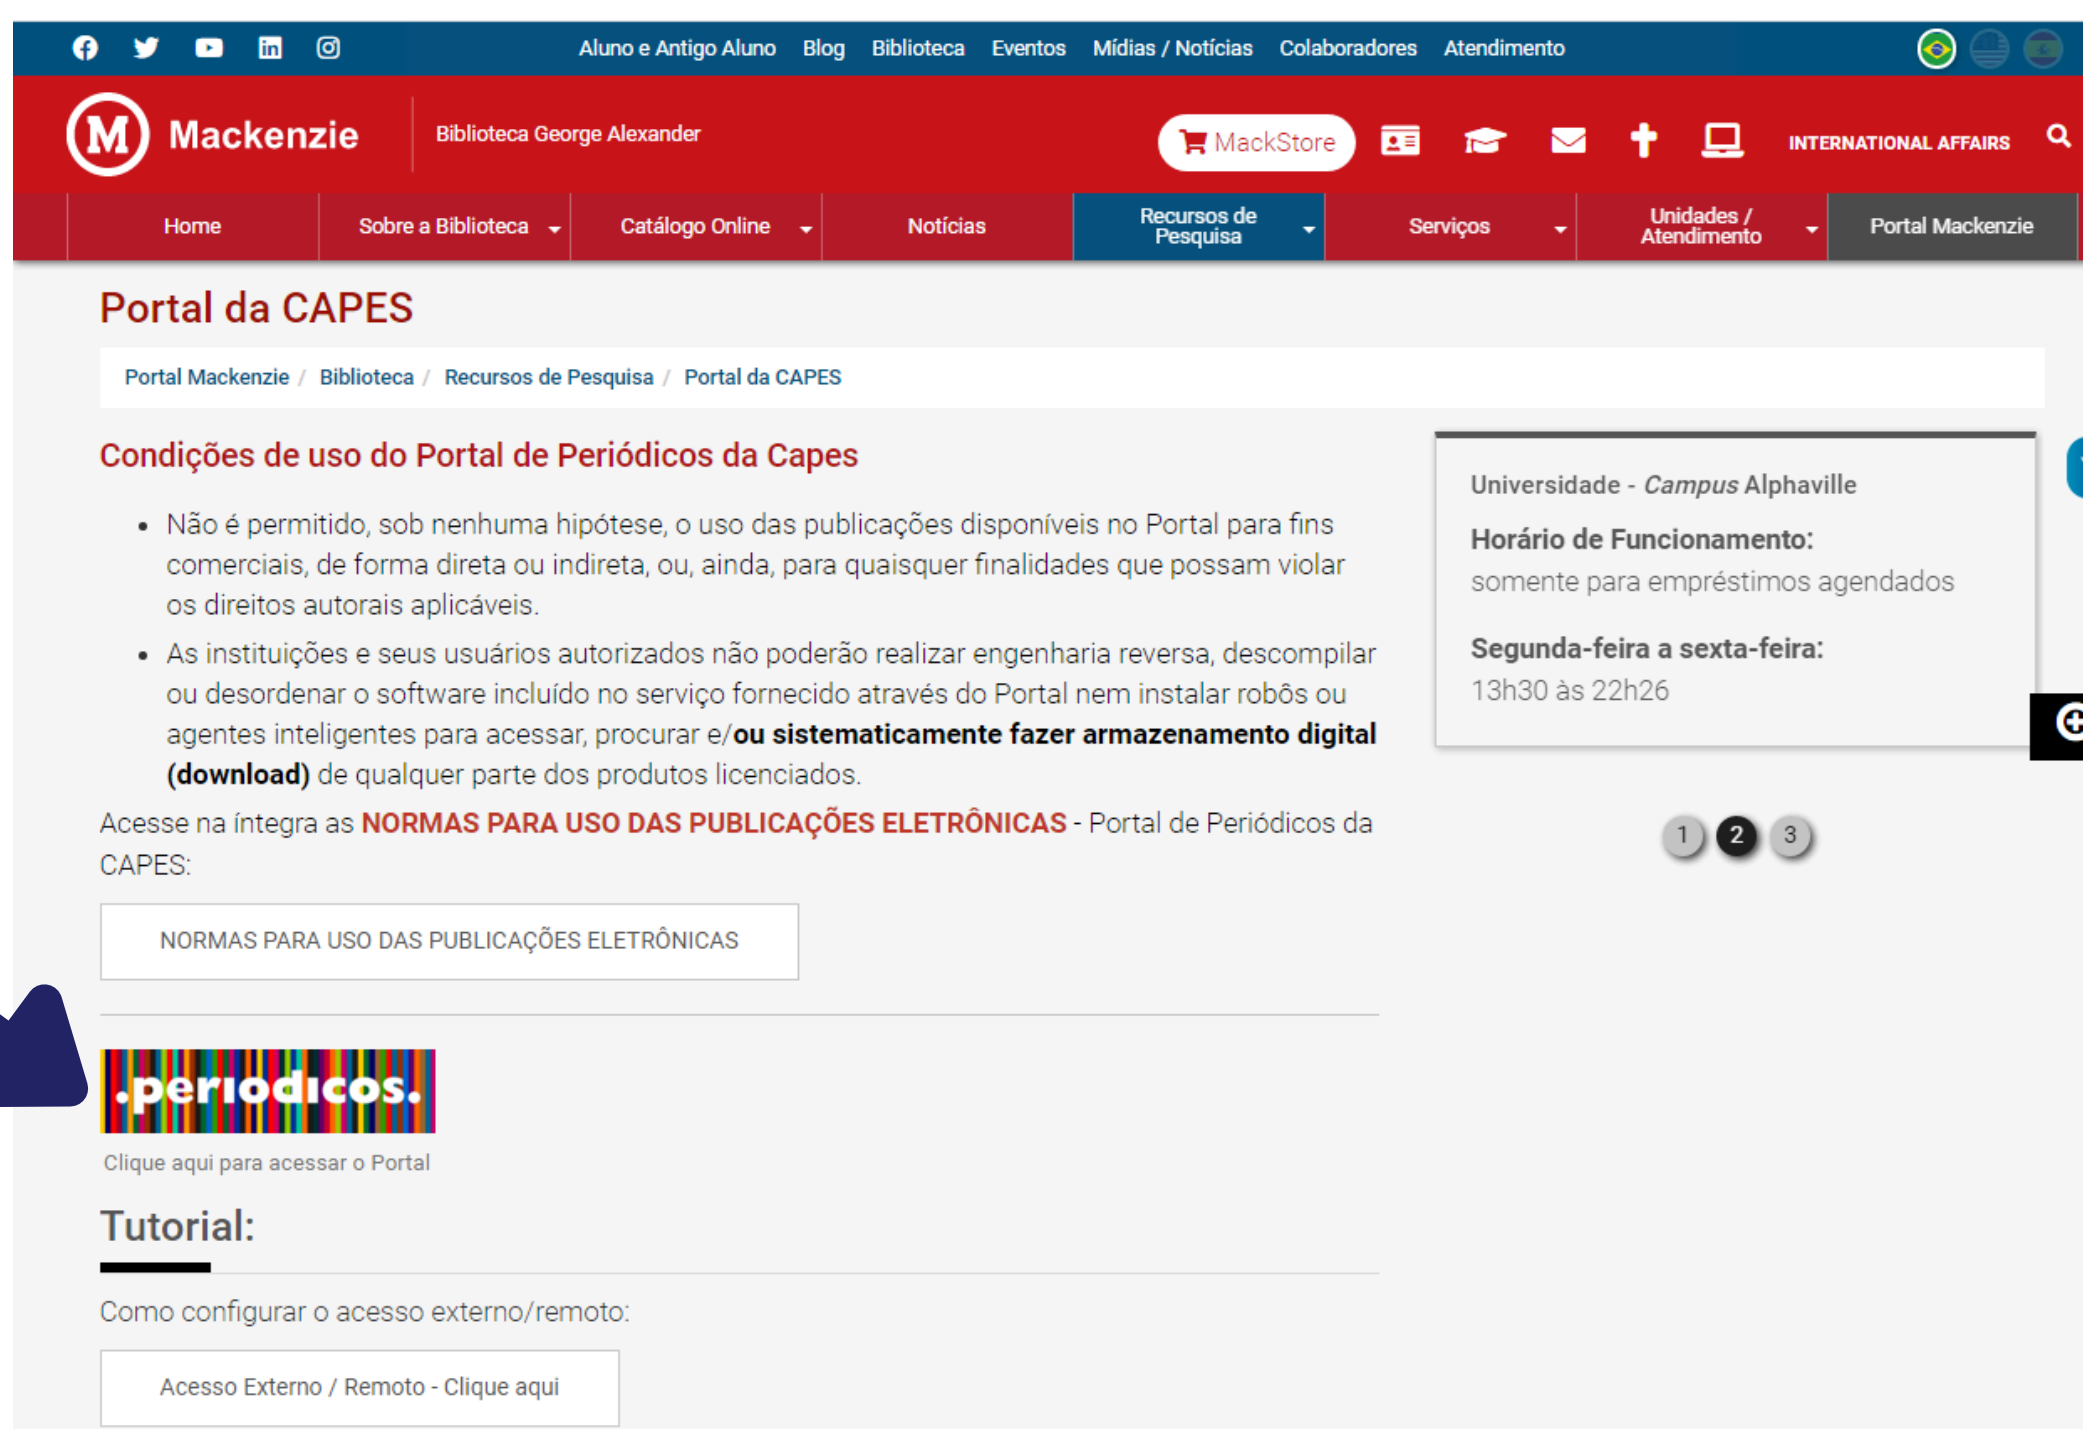 Aluno e Antigo Aluno Blog Biblioteca Eventos Mídias / Notícias Colaboradores Atendimento
M Mackenzie
Biblioteca George Alexander
MackStore
INTERNATIONAL AFFAIRS
Home
Sobre a Biblioteca
Catálogo Online
Notícias
Recursos de
Pesquisa
Serviços
Unidades /
Atendimento
Portal Mackenzie
Portal da CAPES
Portal Mackenzie / Biblioteca / Recursos de Pesquisa / Portal da CAPES
Condições de uso do Portal de Periódicos da Capes
• Não é permitido, sob nenhuma hipótese, o uso das publicações disponíveis no Portal para fins
comerciais, de forma direta ou indireta, ou, ainda, para quaisquer finalidades que possam violar
os direitos autorais aplicáveis.
• As instituições e seus usuários autorizados não poderão realizar engenharia reversa, descompilar
ou desordenar o software incluído no serviço fornecido através do Portal nem instalar robôs ou
agentes inteligentes para acessar, procurar e/ou sistematicamente fazer armazenamento digital
(download) de qualquer parte dos produtos licenciados.
Acesse na íntegra as NORMAS PARA USO DAS PUBLICAÇÕES ELETRÔNICAS - Portal de Periódicos da
CAPES:
NORMAS PARA USO DAS PUBLICAÇÕES ELETRÔNICAS
.periodicos.
Clique aqui para acessar o Portal
Tutorial:
Como configurar o acesso externo/remoto:
Acesso Externo / Remoto - Clique aqui
Universidade - Campus Alphaville
Horário de Funcionamento:
somente para empréstimos agendados
Segunda-feira a sexta-feira:
13h30 às 22h26
1 2 3